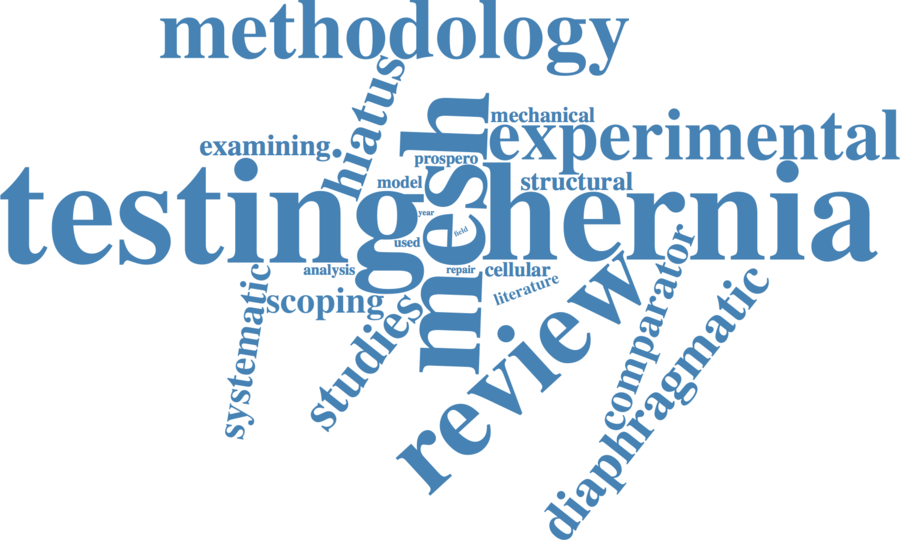 methodology
hiatus
mechanical
experimental
examining
prospero
mesh
model
structural
testing
hernia
year
field
used
analysis
repair
cellular
literature
scoping
systematic
studies
review
comparator
diaphragmatic